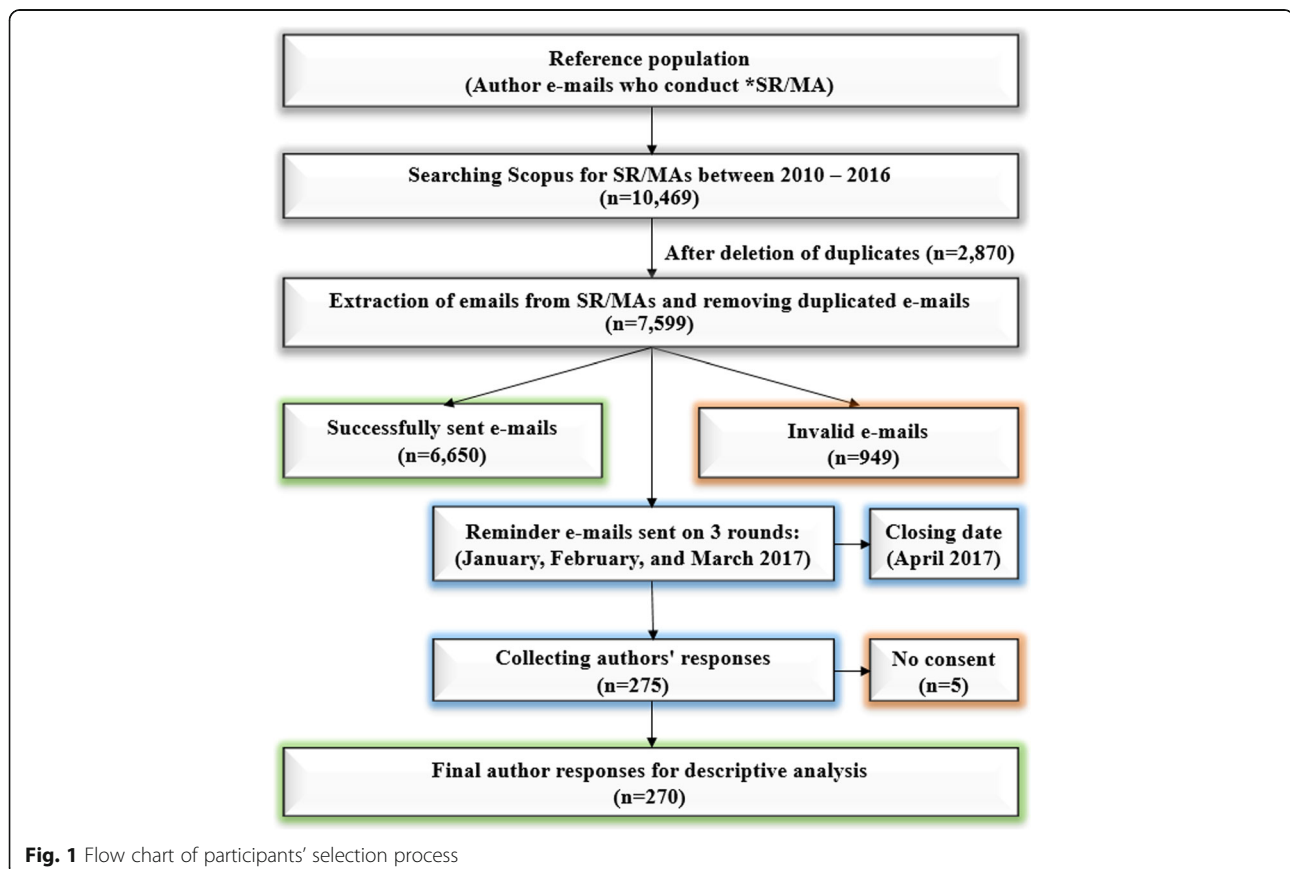 Reference population
(Author e-mails who conduct *SR/MA)
Searching Scopus for SR/MAs between 2010 – 2016
(n=10,469)
After deletion of duplicates (n=2,870)
Extraction of emails from SR/MAs and removing duplicated e-mails
(n=7,599)
Successfully sent e-mails
(n=6,650)
Invalid e-mails
(n=949)
Reminder e-mails sent on 3 rounds:
(January, February, and March 2017)
Closing date
(April 2017)
Collecting authors' responses
(n=275)
No consent
(n=5)
Final author responses for descriptive analysis
(n=270)
Fig. 1 Flow chart of participants’ selection process